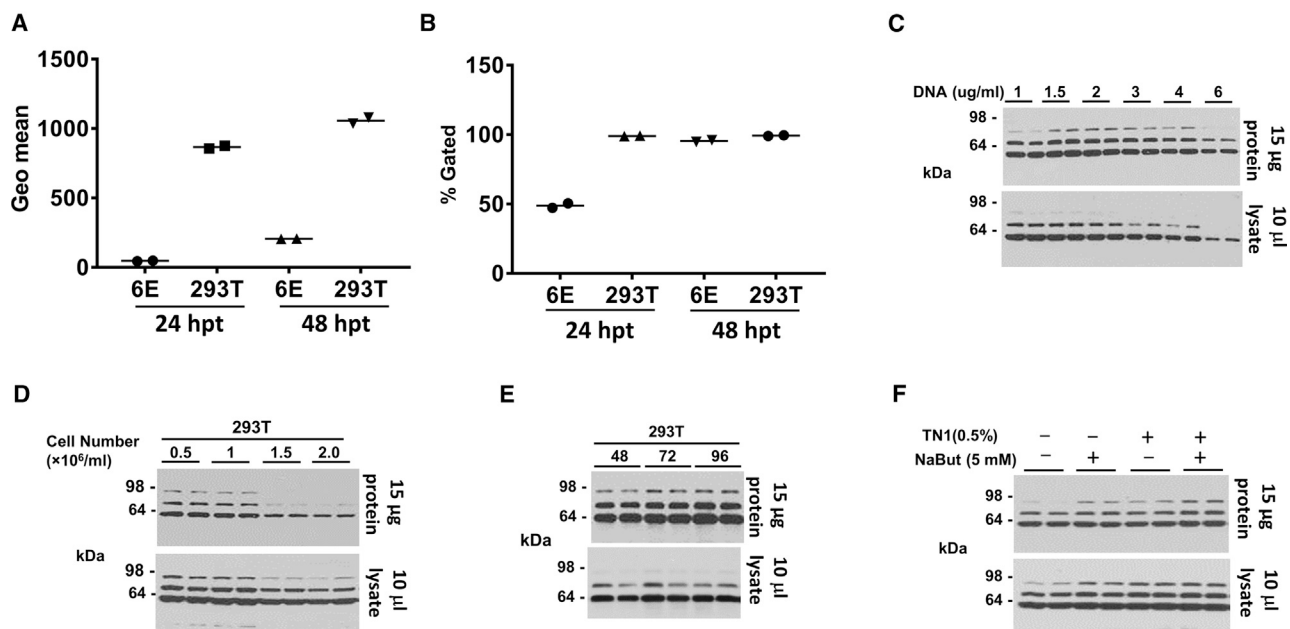 A
1500
1000
500
0
Geo mean
6E 293T 6E 293T
24 hpt 48 hpt
B
150
100
50
0
% Gated
6E 293T 6E 293T
24 hpt 48 hpt
C
DNA (ug/ml) 1 1.5 2 3 4 6
98 -
64 -
15 µg
protein
kDa
98 -
64 -
10 µl
lysate
D
293T
Cell Number
(×10⁶/ml)
0.5 1 1.5 2.0
98 -
64 -
15 µg
protein
kDa
98 -
64 -
10 µl
lysate
E
293T
48 72 96
98 -
64 -
15 µg
protein
kDa
98 -
64 -
10 µl
lysate
F
TN1(0.5%) – – + +
NaBut (5 mM) – + – +
98 -
64 -
15 µg
protein
kDa
98 -
64 -
10 µl
lysate